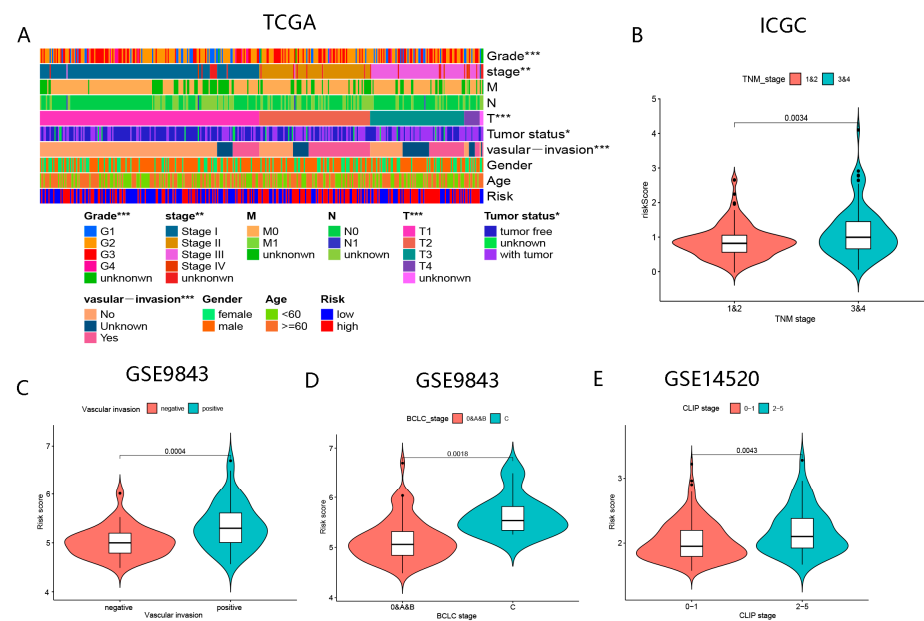 TCGA
A
Grade***
stage**
M
N
T***
Tumor status*
vasular−invasion***
Gender
Age
Risk
Grade***
G1
G2
G3
G4
unknonwn
stage**
Stage I
Stage II
Stage III
Stage IV
unknonwn
M
M0
M1
unknonwn
N
N0
N1
unknonwn
T***
T1
T2
T3
T4
unknonwn
Tumor status*
tumor free
unknown
with tumor
vasular−invasion***
No
Unknown
Yes
Gender
female
male
Age
<60
>=60
Risk
low
high
B
ICGC
TNM_stage 1&2 3&4
riskScore
5
4
3
2
1
0
0.0034
1&2 3&4
TNM stage
C
GSE9843
Vascular invasion negative positive
Risk score
7
6
5
4
0.0004
negative positive
Vascular invasion
D
GSE9843
BCLC_stage 0&A&B C
Risk score
7
6
5
4
0.0018
0&A&B C
BCLC stage
E
GSE14520
CLIP stage 0−1 2−5
Risk score
3
2
0.0043
0−1 2−5
CLIP stage